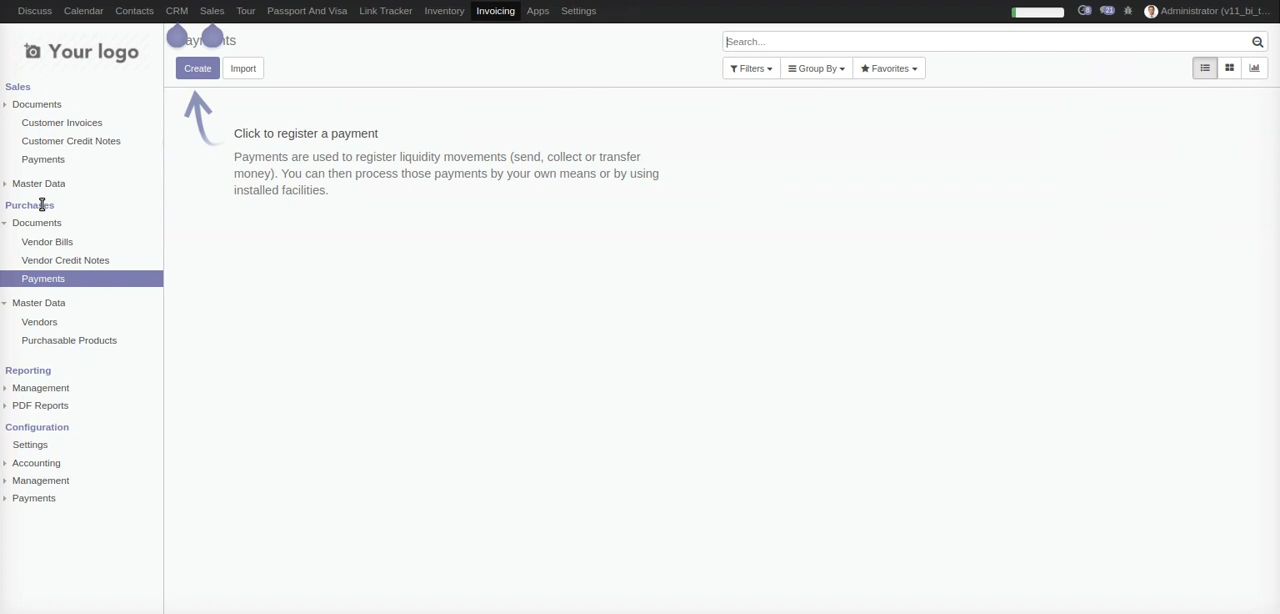 Discuss Calendar Contacts CRM Sales Tour Passport And Visa Link Tracker Inventory Invoicing Apps Settings 8 21 Administrator (v11_bi_t...
Your logo
Search...
Create Import
Filters Group By Favorites
Sales
Documents
Customer Invoices
Customer Credit Notes
Payments
Master Data
Purchases
Documents
Vendor Bills
Vendor Credit Notes
Payments
Master Data
Vendors
Purchasable Products
Reporting
Management
PDF Reports
Configuration
Settings
Accounting
Management
Payments
Click to register a payment
Payments are used to register liquidity movements (send, collect or transfer
money). You can then process those payments by your own means or by using
installed facilities.